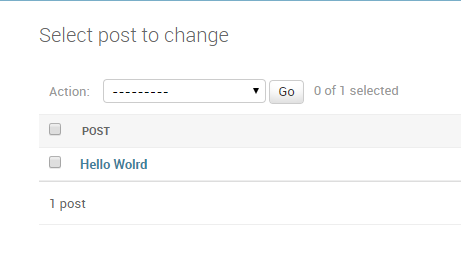 Select post to change
Action: --------- Go 0 of 1 selected
POST
Hello Wolrd
1 post